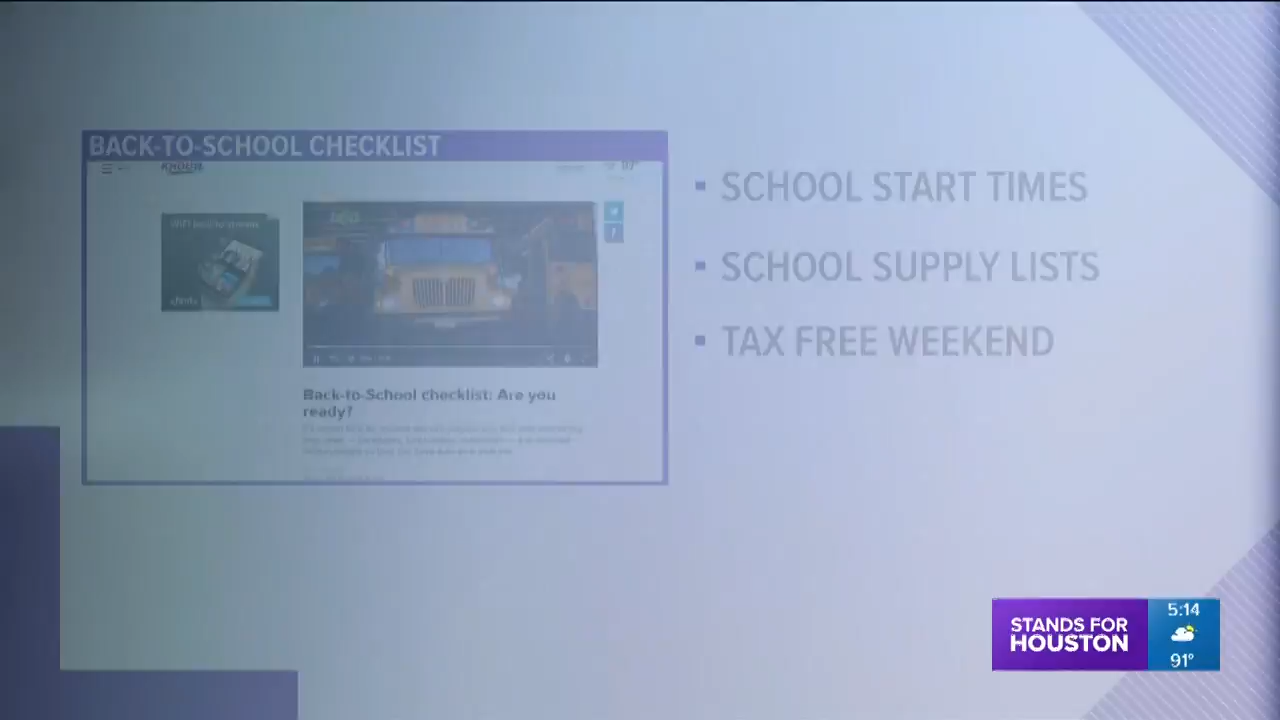 BACK-TO-SCHOOL CHECKLIST
KHOU11
Back-to-School checklist: Are you
ready?
SCHOOL START TIMES
SCHOOL SUPPLY LISTS
TAX FREE WEEKEND
STANDS FOR
HOUSTON
5:14
91°